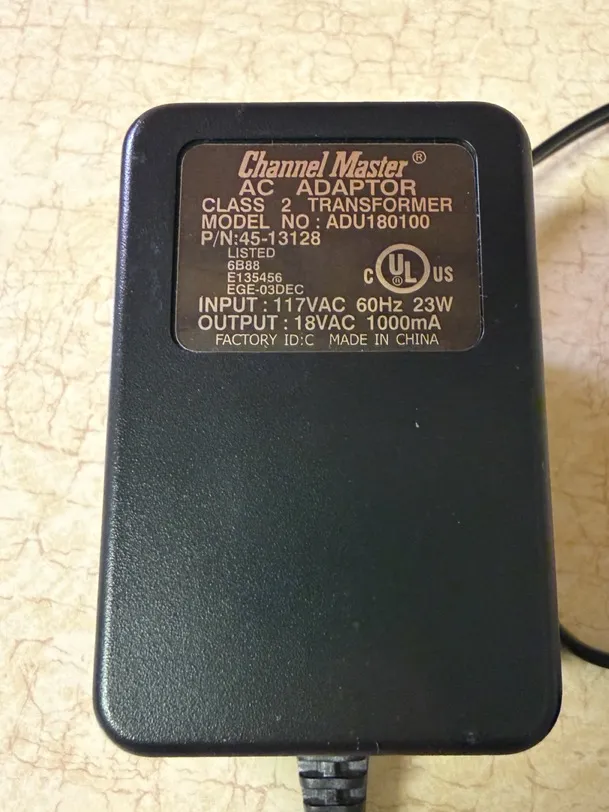 Channel Master®
AC ADAPTOR
CLASS 2 TRANSFORMER
MODEL NO : ADU180100
P/N:45-13128
LISTED
6B88
E135456
EGE-03DEC
C UL® US
INPUT : 117VAC 60Hz 23W
OUTPUT : 18VAC 1000mA
FACTORY ID:C MADE IN CHINA